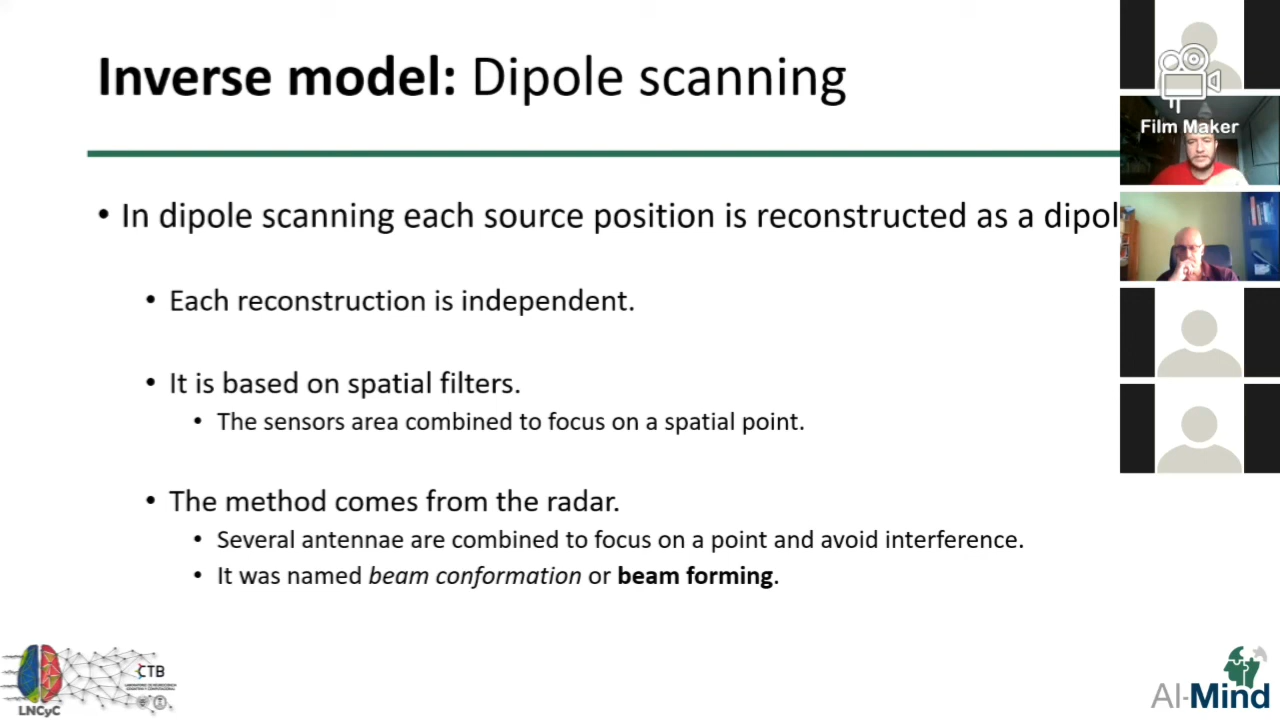 Inverse model: Dipole scanning
Film Maker
• In dipole scanning each source position is reconstructed as a dipol
• Each reconstruction is independent.
• It is based on spatial filters.
• The sensors area combined to focus on a spatial point.
• The method comes from the radar.
• Several antennae are combined to focus on a point and avoid interference.
• It was named beam conformation or beam forming.
LNCyC
CTB
AI-Mind